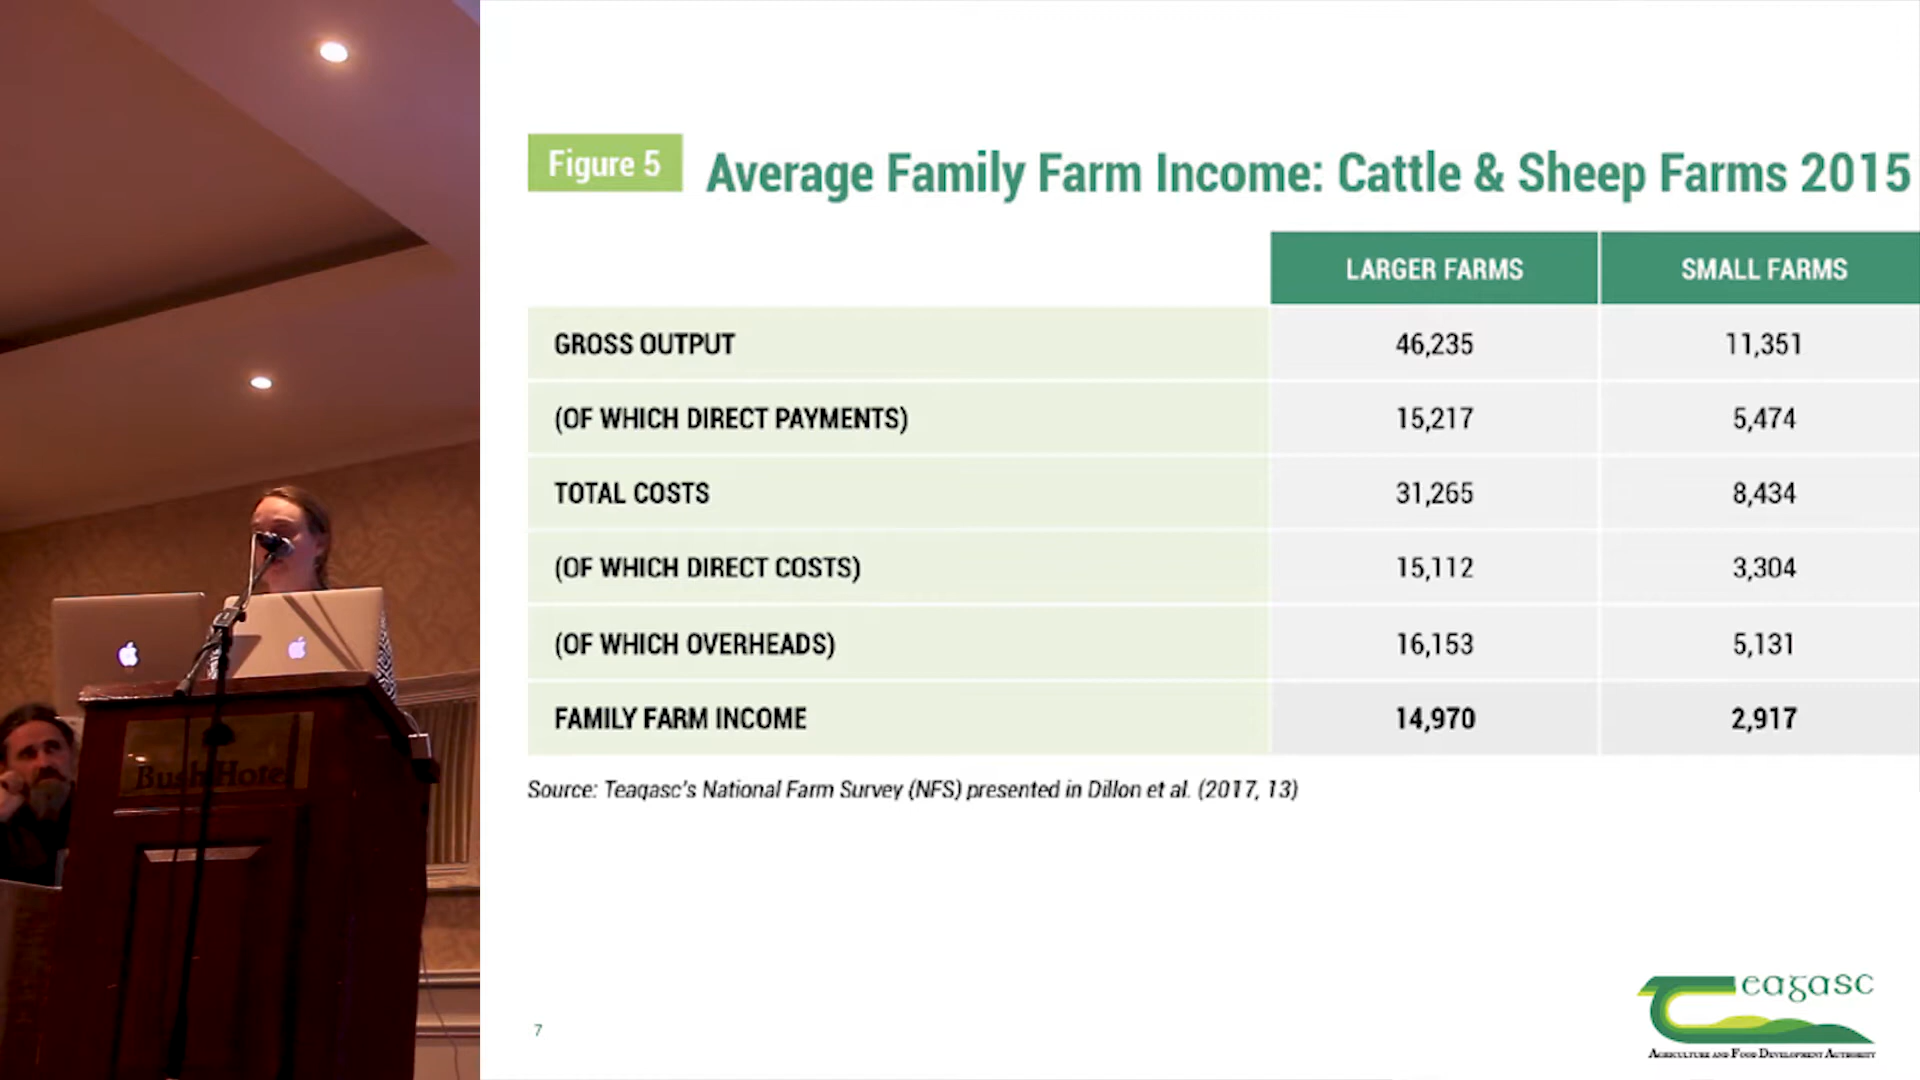 Figure 5
Average Family Farm Income: Cattle & Sheep Farms 2015
LARGER FARMS SMALL FARMS
GROSS OUTPUT 46,235 11,351
(OF WHICH DIRECT PAYMENTS) 15,217 5,474
TOTAL COSTS 31,265 8,434
(OF WHICH DIRECT COSTS) 15,112 3,304
(OF WHICH OVERHEADS) 16,153 5,131
FAMILY FARM INCOME 14,970 2,917
Source: Teagasc's National Farm Survey (NFS) presented in Dillon et al. (2017, 13)
Bush Hotel
7
eagasc
AGRICULTURE AND FOOD DEVELOPMENT AUTHORITY